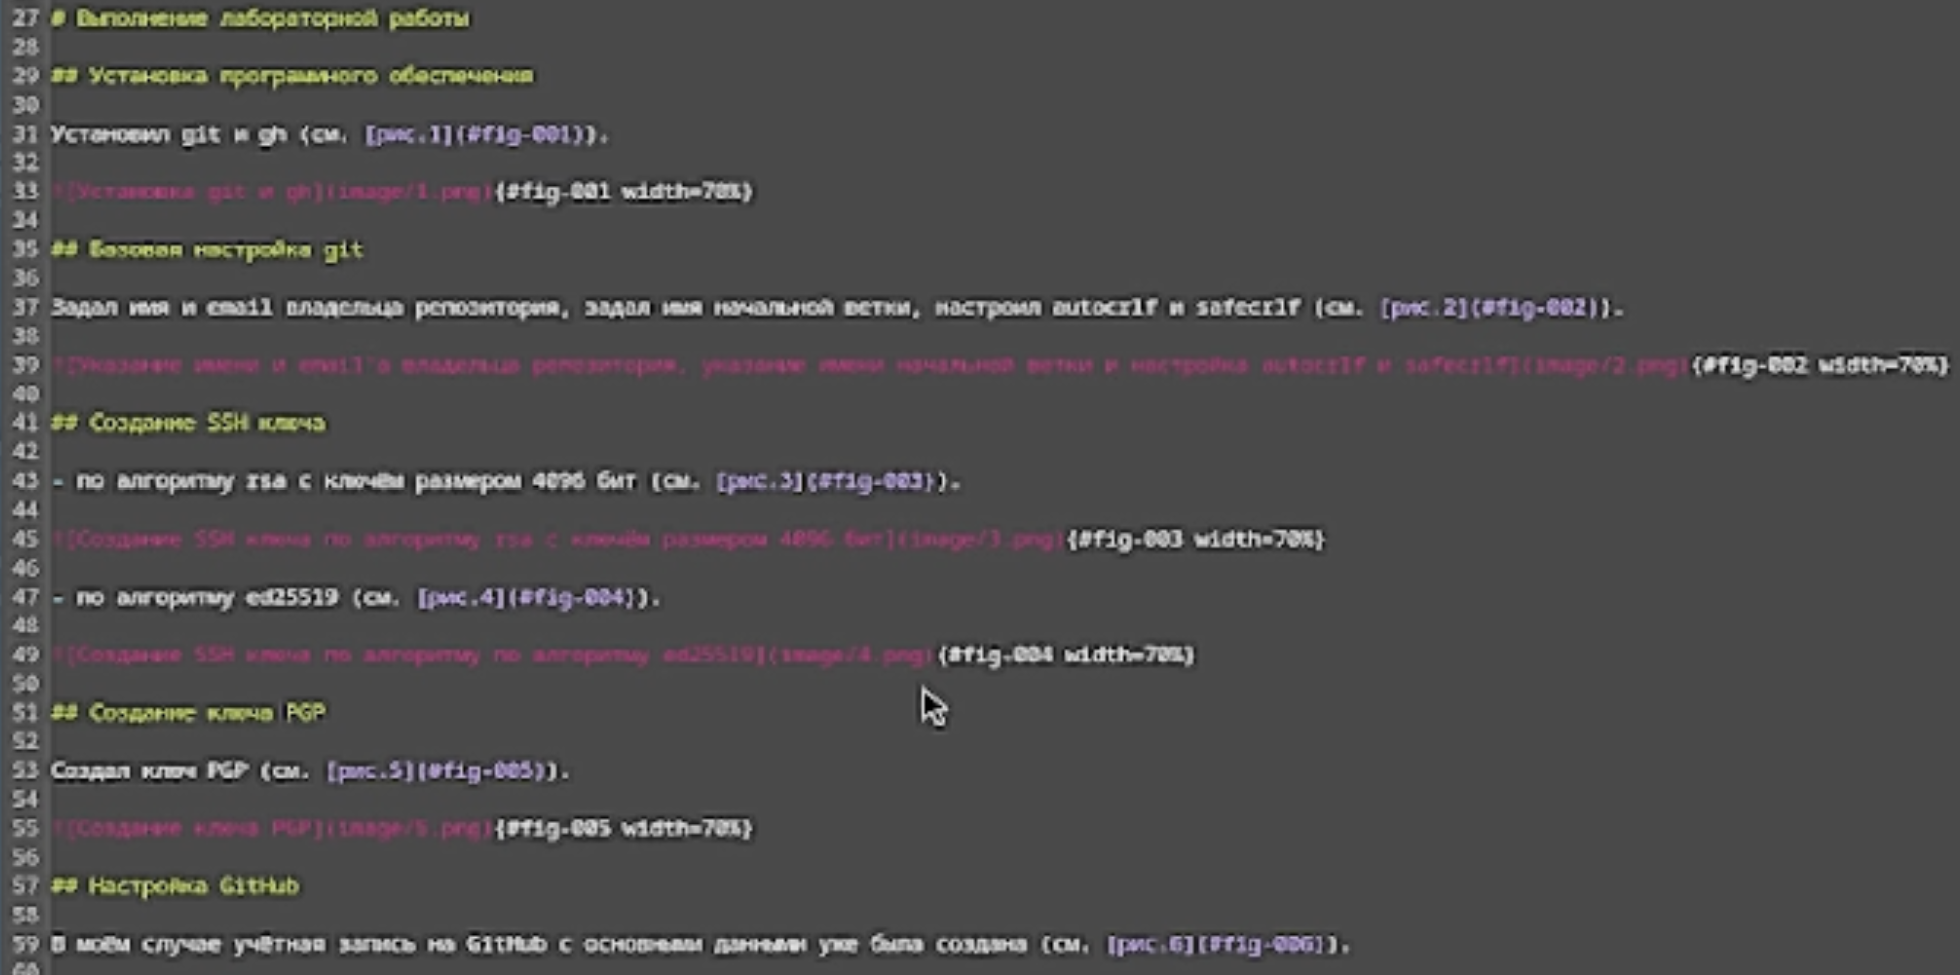 27 # Выполнение лабораторной работы
28
29 ## Установка програмного обеспечения
30
31 Установил git и gh (см. [рис.1](#fig-001)).
32
33 ![Установка git и gh](image/1.png){#fig-001 width=70%}
34
35 ## Базовая настройка git
36
37 Задал имя и email владельца репозитория, задал имя начальной ветки, настроил autocrlf и safecrlf (см. [рис.2](#fig-002)).
38
39 ![Указание имени и email'а владельца репозитория, указание имени начальной ветки и настройка autocrlf и safecrlf](image/2.png){#fig-002 width=70%}
40
41 ## Создание SSH ключа
42
43 - по алгоритму rsa с ключём размером 4096 бит (см. [рис.3](#fig-003)).
44
45 ![Создание SSH ключа по алгоритму rsa с ключём размером 4096 бит](image/3.png){#fig-003 width=70%}
46
47 - по алгоритму ed25519 (см. [рис.4](#fig-004)).
48
49 ![Создание SSH ключа по алгоритму по алгоритму ed25519](image/4.png){#fig-004 width=70%}
50
51 ## Создание ключа PGP
52
53 Создал ключ PGP (см. [рис.5](#fig-005)).
54
55 ![Создание ключа PGP](image/5.png){#fig-005 width=70%}
56
57 ## Настройка GitHub
58
59 В моём случае учётная запись на GitHub с основными данными уже была создана (см. [рис.6](#fig-006)).
60